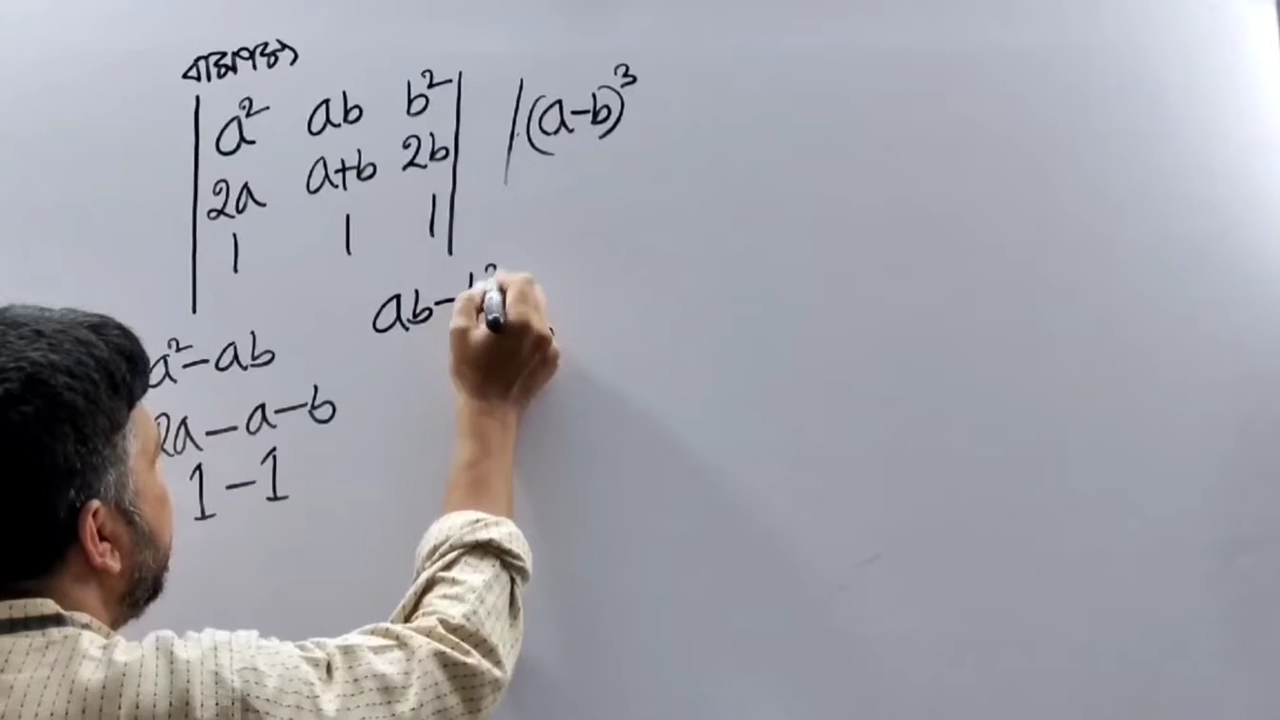 বামপক্ষ
| a² ab b² | / (a-b)³
| 2a a+b 2b |
| 1 1 1 |
a²-ab ab-
2a-a-b
1-1